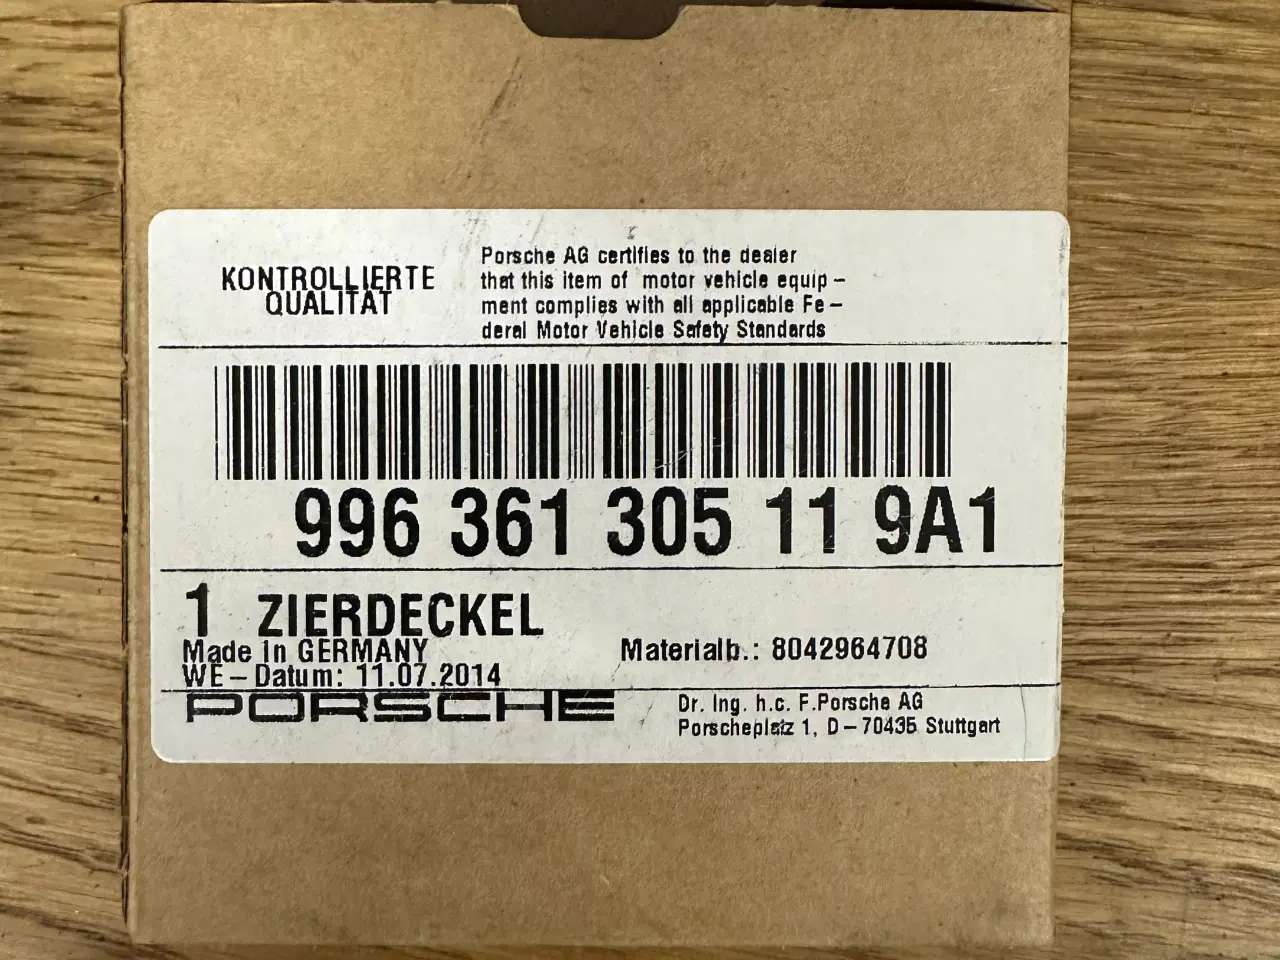 KONTROLLIERTE
QUALITÄT
Porsche AG certifies to the dealer
that this item of motor vehicle equip-
ment complies with all applicable Fe-
deral Motor Vehicle Safety Standards
996 361 305 11 9A1
1 ZIERDECKEL
Made in GERMANY
WE-Datum: 11.07.2014
Materialb.: 8042964708
PORSCHE
Dr. Ing. h.c. F.Porsche AG
Porscheplatz 1, D-70435 Stuttgart